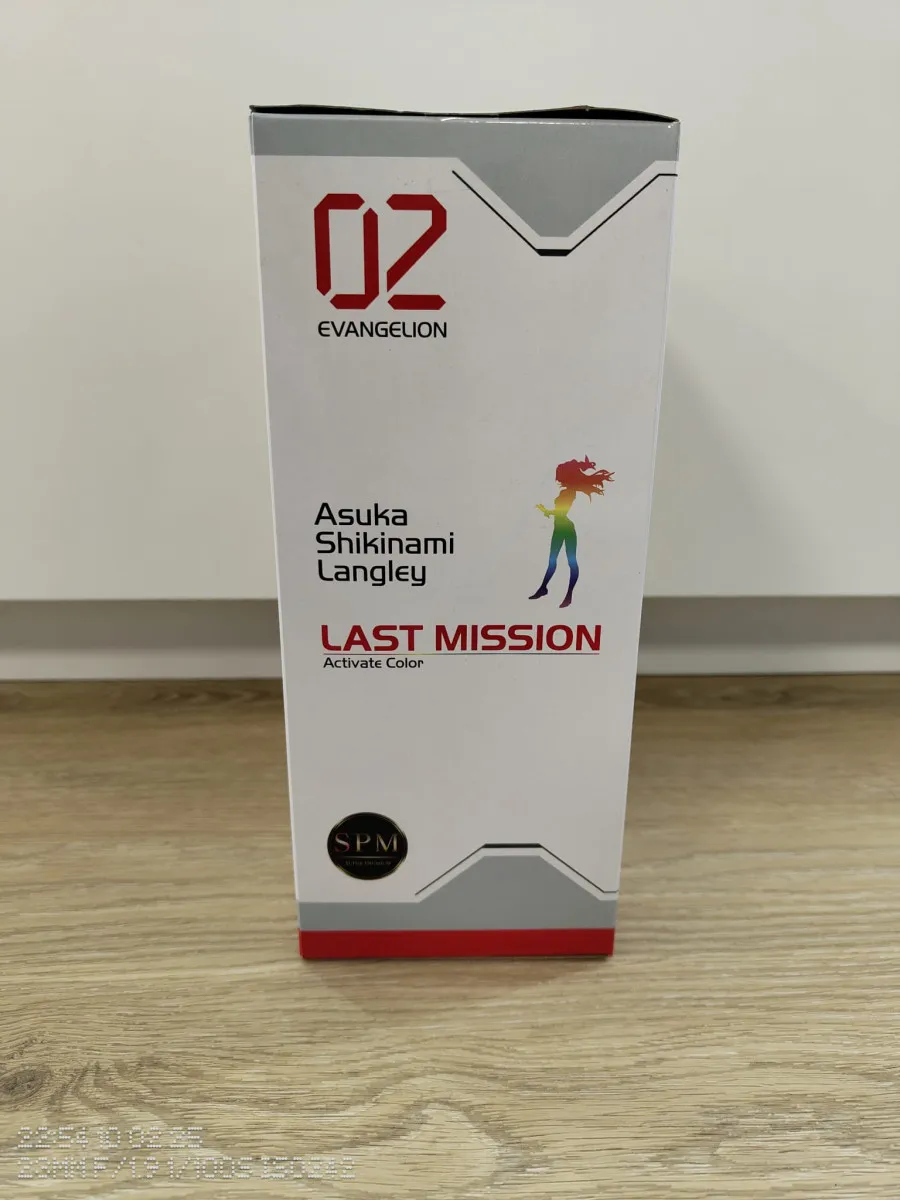 02
EVANGELION
Asuka
Shikinami
Langley
LAST MISSION
Activate Color
SPM